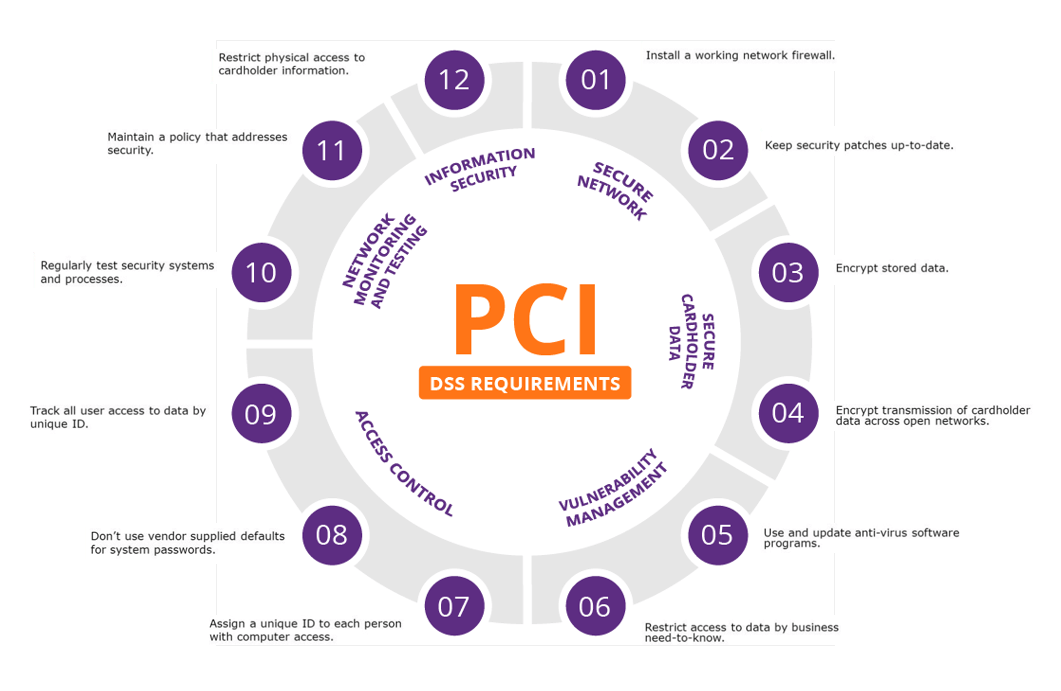 01
Install a working network firewall.
02
Keep security patches up-to-date.
03
Encrypt stored data.
04
Encrypt transmission of cardholder
data across open networks.
05
Use and update anti-virus software
programs.
06
Restrict access to data by business
need-to-know.
07
Assign a unique ID to each person
with computer access.
08
Don’t use vendor supplied defaults
for system passwords.
09
Track all user access to data by
unique ID.
10
Regularly test security systems
and processes.
11
Maintain a policy that addresses
security.
12
Restrict physical access to
cardholder information.
SECURE
NETWORK
SECURE
CARDHOLDER
DATA
VULNERABILITY
MANAGEMENT
ACCESS CONTROL
NETWORK
MONITORING
AND TESTING
INFORMATION
SECURITY
PCI
DSS REQUIREMENTS